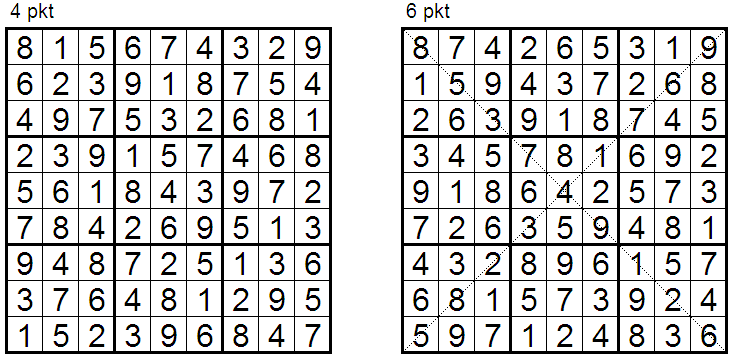 4 pkt
8 1 5 6 7 4 3 2 9
6 2 3 9 1 8 7 5 4
4 9 7 5 3 2 6 8 1
2 3 9 1 5 7 4 6 8
5 6 1 8 4 3 9 7 2
7 8 4 2 6 9 5 1 3
9 4 8 7 2 5 1 3 6
3 7 6 4 8 1 2 9 5
1 5 2 3 9 6 8 4 7
6 pkt
8 7 4 2 6 5 3 1 9
1 5 9 4 3 7 2 6 8
2 6 3 9 1 8 7 4 5
3 4 5 7 8 1 6 9 2
9 1 8 6 4 2 5 7 3
7 2 6 3 5 9 4 8 1
4 3 2 8 9 6 1 5 7
6 8 1 5 7 3 9 2 4
5 9 7 1 2 4 8 3 6